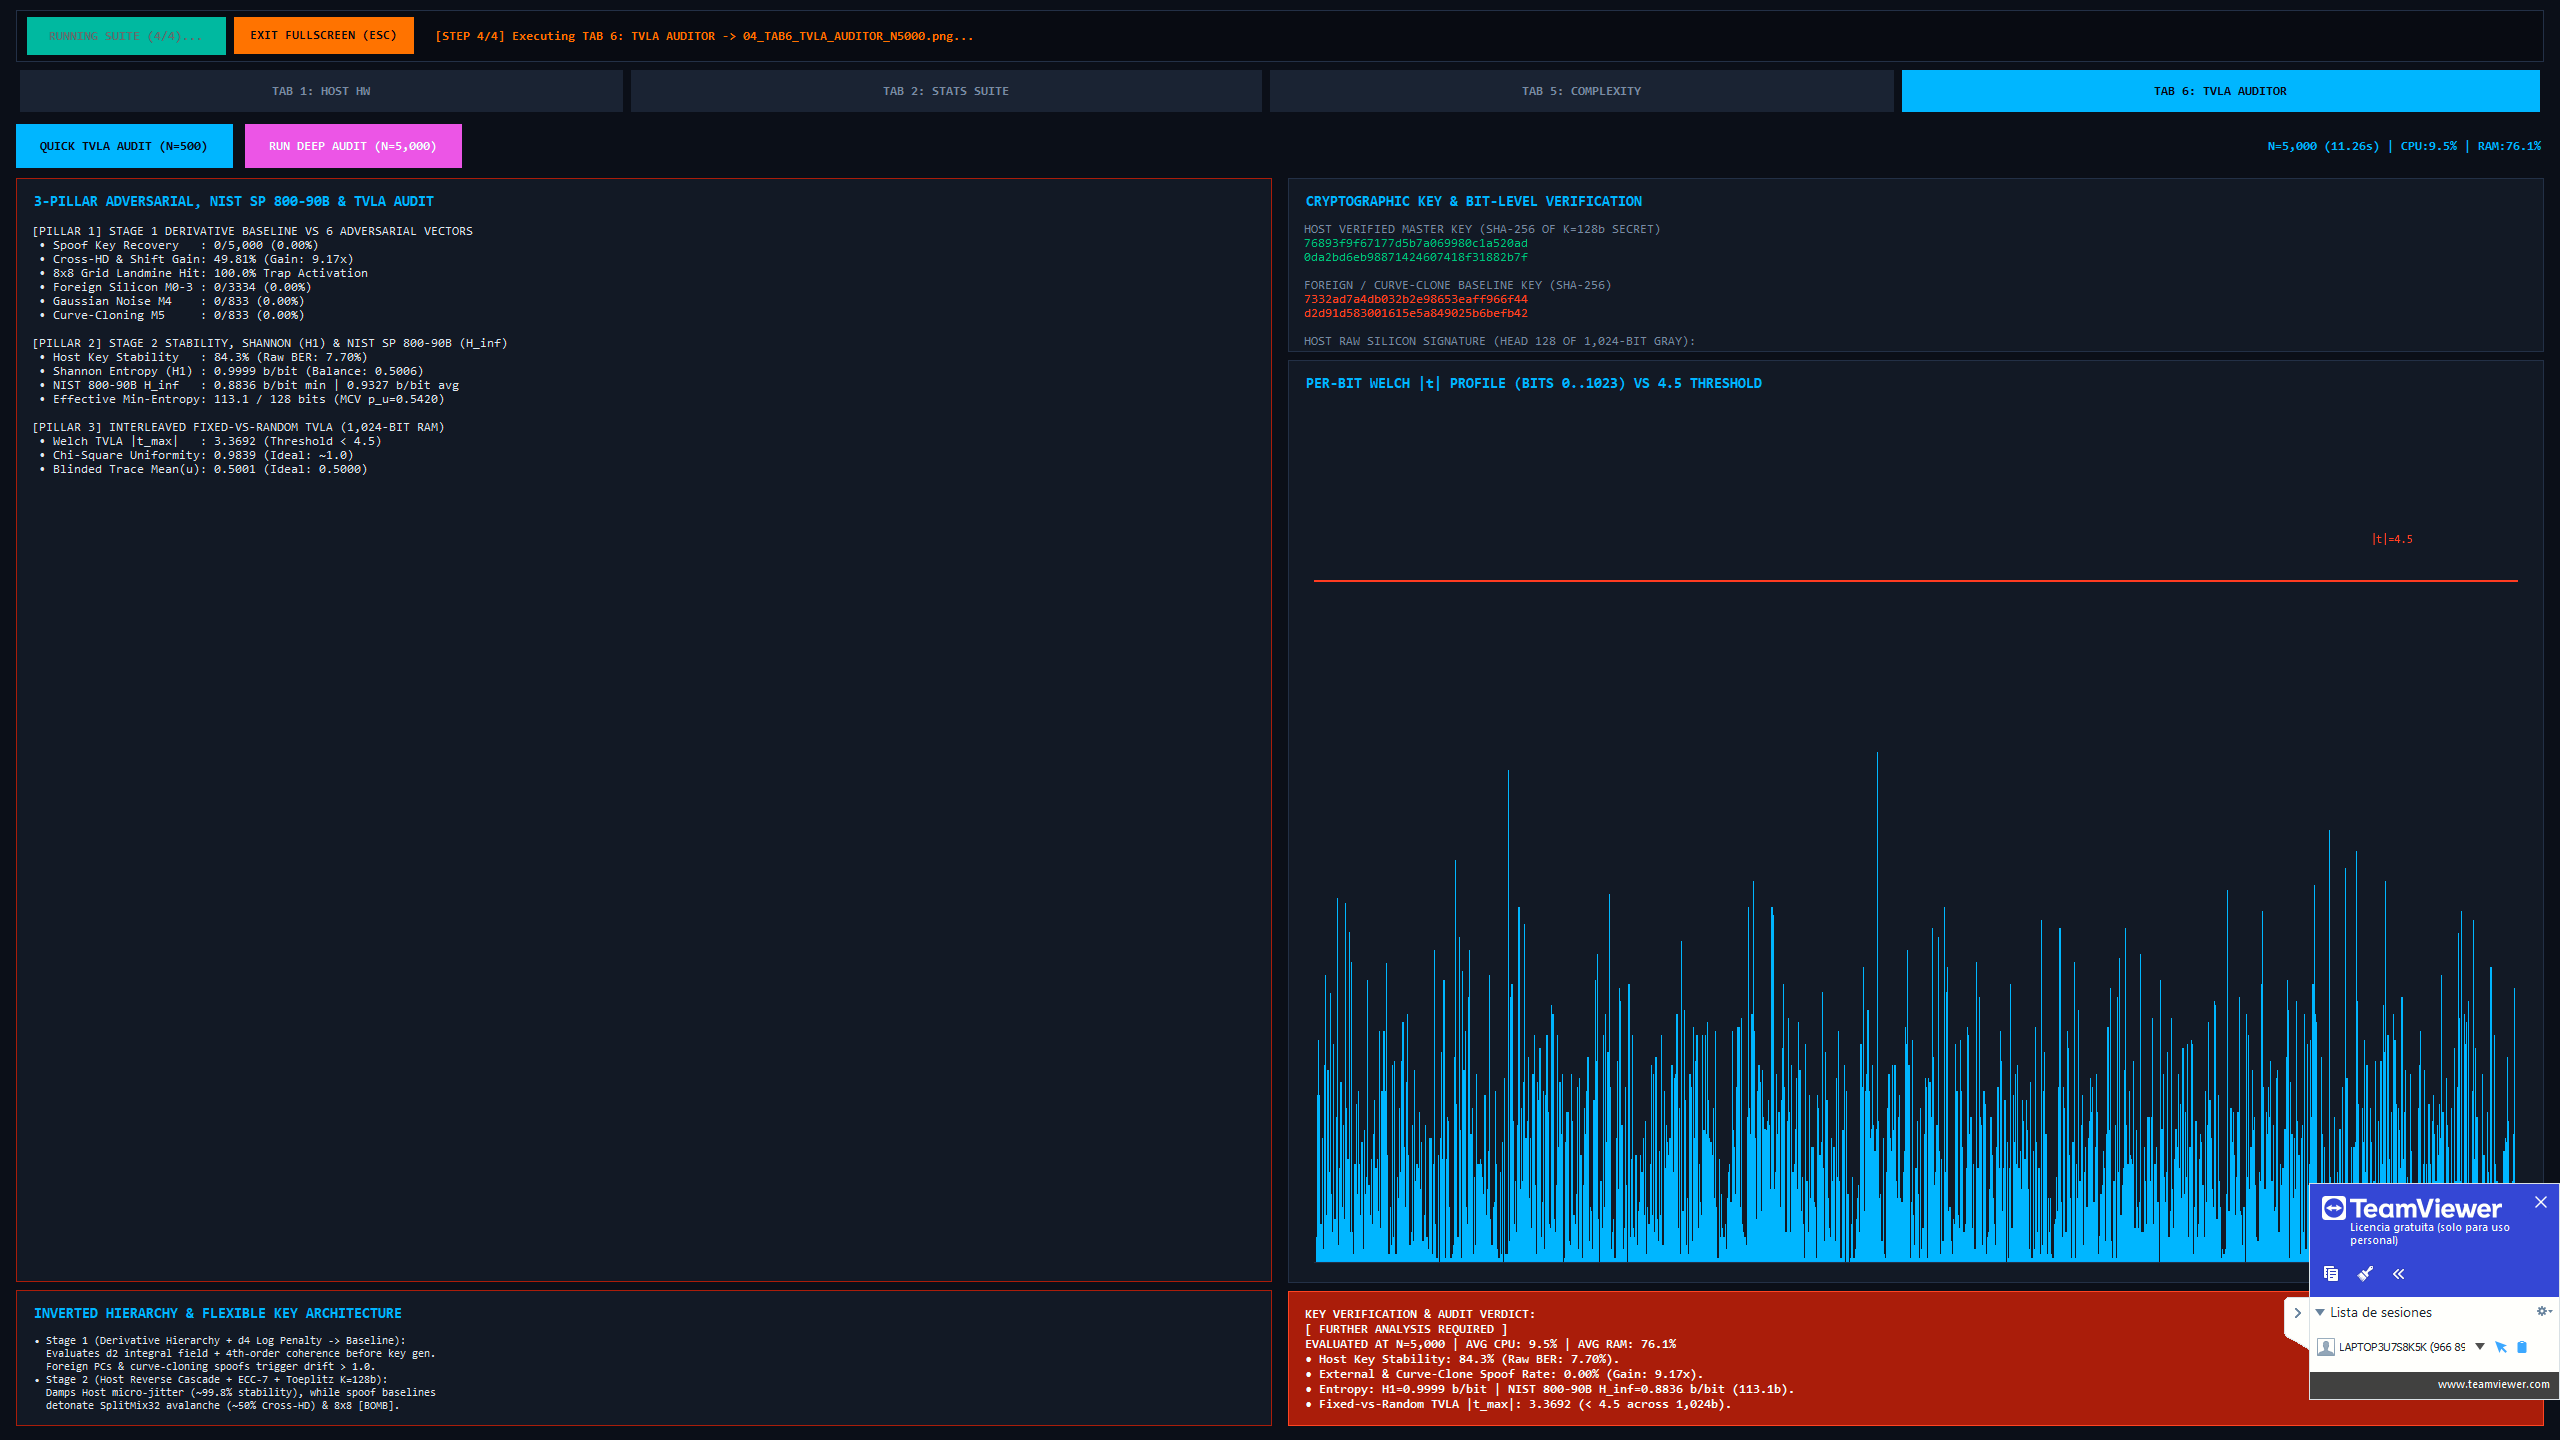 RUNNING SUITE (4/4)...
EXIT FULLSCREEN (ESC)
[STEP 4/4] Executing TAB 6: TVLA AUDITOR -> 04_TAB6_TVLA_AUDITOR_N5000.png...
TAB 1: HOST HW
TAB 2: STATS SUITE
TAB 5: COMPLEXITY
TAB 6: TVLA AUDITOR
QUICK TVLA AUDIT (N=500)
RUN DEEP AUDIT (N=5,000)
N=5,000 (11.26s) | CPU:9.5% | RAM:76.1%
3-PILLAR ADVERSARIAL, NIST SP 800-90B & TVLA AUDIT
[PILLAR 1] STAGE 1 DERIVATIVE BASELINE VS 6 ADVERSARIAL VECTORS
• Spoof Key Recovery   : 0/5,000 (0.00%)
• Cross-HD & Shift Gain: 49.81% (Gain: 9.17x)
• 8x8 Grid Landmine Hit: 100.0% Trap Activation
• Foreign Silicon M0-3 : 0/3334 (0.00%)
• Gaussian Noise M4    : 0/833 (0.00%)
• Curve-Cloning M5     : 0/833 (0.00%)
[PILLAR 2] STAGE 2 STABILITY, SHANNON (H1) & NIST SP 800-90B (H_inf)
• Host Key Stability   : 84.3% (Raw BER: 7.70%)
• Shannon Entropy (H1) : 0.9999 b/bit (Balance: 0.5006)
• NIST 800-90B H_inf   : 0.8836 b/bit min | 0.9327 b/bit avg
• Effective Min-Entropy: 113.1 / 128 bits (MCV p_u=0.5420)
[PILLAR 3] INTERLEAVED FIXED-VS-RANDOM TVLA (1,024-BIT RAM)
• Welch TVLA |t_max|   : 3.3692 (Threshold < 4.5)
• Chi-Square Uniformity: 0.9839 (Ideal: ~1.0)
• Blinded Trace Mean(u): 0.5001 (Ideal: 0.5000)
CRYPTOGRAPHIC KEY & BIT-LEVEL VERIFICATION
HOST VERIFIED MASTER KEY (SHA-256 OF K=128b SECRET)
76893f9f67177d5b7a069980c1a520ad
0da2bd6eb98871424607418f31882b7f
FOREIGN / CURVE-CLONE BASELINE KEY (SHA-256)
7332ad7a4db032b2e98653eaff966f44
d2d91d583001615e5a849025b6befb42
HOST RAW SILICON SIGNATURE (HEAD 128 OF 1,024-BIT GRAY):
PER-BIT WELCH |t| PROFILE (BITS 0..1023) VS 4.5 THRESHOLD
|t|=4.5
INVERTED HIERARCHY & FLEXIBLE KEY ARCHITECTURE
• Stage 1 (Derivative Hierarchy + d4 Log Penalty -> Baseline):
Evaluates d2 integral field + 4th-order coherence before key gen.
Foreign PCs & curve-cloning spoofs trigger drift > 1.0.
• Stage 2 (Host Reverse Cascade + ECC-7 + Toeplitz K=128b):
Damps Host micro-jitter (~99.8% stability), while spoof baselines
detonate SplitMix32 avalanche (~50% Cross-HD) & 8x8 [BOMB].
KEY VERIFICATION & AUDIT VERDICT:
[ FURTHER ANALYSIS REQUIRED ]
EVALUATED AT N=5,000 | AVG CPU: 9.5% | AVG RAM: 76.1%
• Host Key Stability: 84.3% (Raw BER: 7.70%).
• External & Curve-Clone Spoof Rate: 0.00% (Gain: 9.17x).
• Entropy: H1=0.9999 b/bit | NIST 800-90B H_inf=0.8836 b/bit (113.1b).
• Fixed-vs-Random TVLA |t_max|: 3.3692 (< 4.5 across 1,024b).
TeamViewer
Licencia gratuita (solo para uso
personal)
Lista de sesiones
LAPTOP3U7S8K5K (966 89
www.teamviewer.com